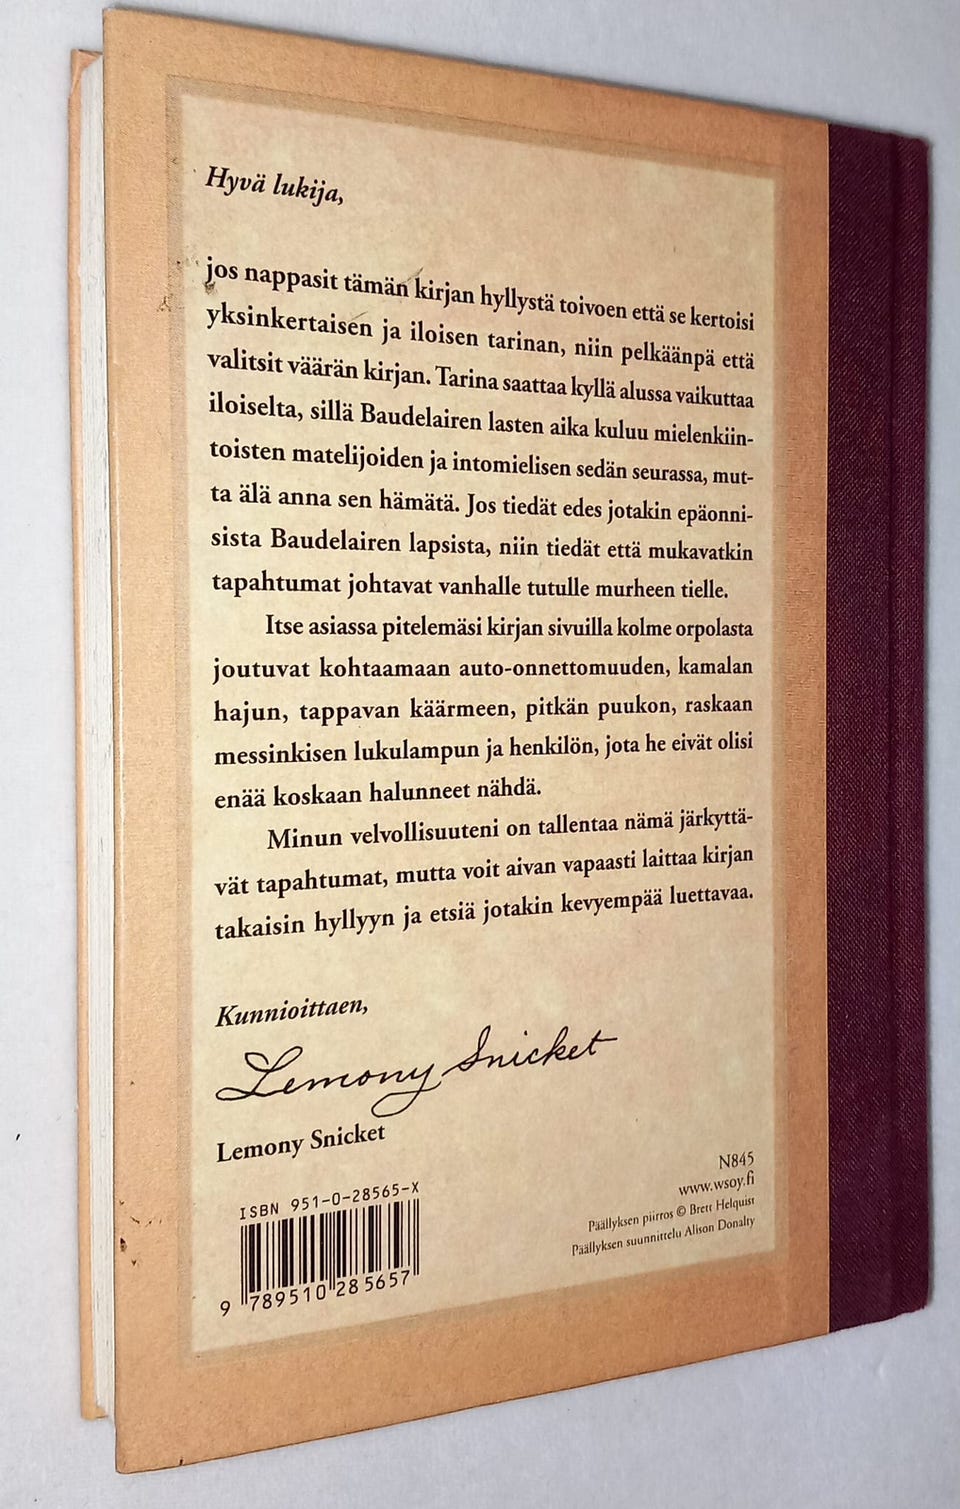 Hyvä lukija,
jos nappasit tämän kirjan hyllystä toivoen että se kertoisi
yksinkertaisen ja iloisen tarinan, niin pelkäänpä että
valitsit väärän kirjan. Tarina saattaa kyllä alussa vaikuttaa
iloiselta, sillä Baudelairen lasten aika kuluu mielenkiin-
toisten matelijoiden ja intomielisen sedän seurassa, mut-
ta älä anna sen hämätä. Jos tiedät edes jotakin epäonni-
sista Baudelairen lapsista, niin tiedät että mukavatkin
tapahtumat johtavat vanhalle tutulle murheen tielle.
Itse asiassa pitelemäsi kirjan sivuilla kolme orpolasta
joutuvat kohtaamaan auto-onnettomuuden, kamalan
hajun, tappavan käärmeen, pitkän puukon, raskaan
messinkisen lukulampun ja henkilön, jota he eivät olisi
enää koskaan halunneet nähdä.
Minun velvollisuuteni on tallentaa nämä järkyttä-
vät tapahtumat, mutta voit aivan vapaasti laittaa kirjan
takaisin hyllyyn ja etsiä jotakin kevyempää luettavaa.
Kunnioittaen,
Lemony Snicket
Lemony Snicket
ISBN 951-0-28565-X
9 789510 285657
N845
www.wsoy.fi
Päällyksen piirros © Brett Helquist
Päällyksen suunnittelu Alison Donalty